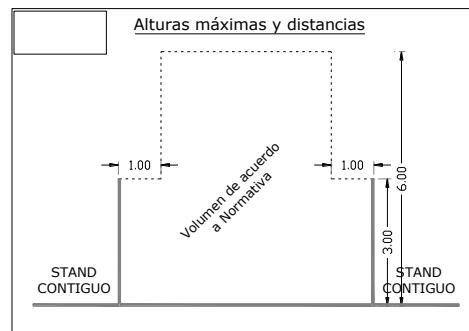 Alturas máximas y distancias
1.00
1.00
Volumen de acuerdo
a Normativa
6.00
3.00
STAND
CONTIGUO
STAND
CONTIGUO